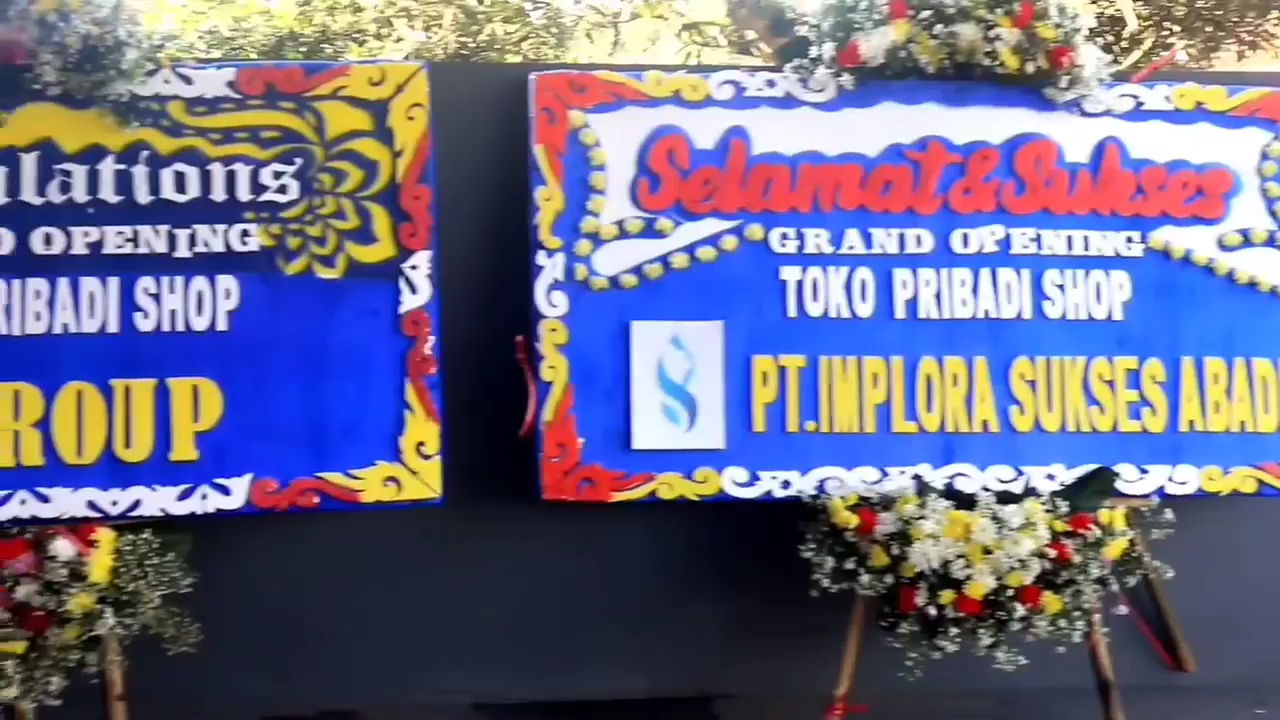 ulations
OPENING
RIBADI SHOP
ROUP
Selamat & Sukses
GRAND OPENING
TOKO PRIBADI SHOP
PT.IMPLORA SUKSES ABAD